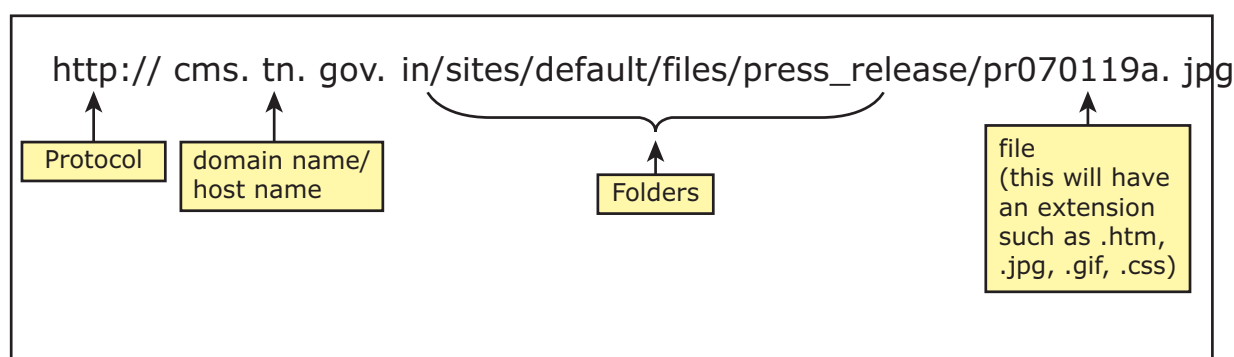 http:// cms. tn. gov. in/sites/default/files/press_release/pr070119a. jpg
Protocol
domain name/
host name
Folders
file
(this will have
an extension
such as .htm,
.jpg, .gif, .css)